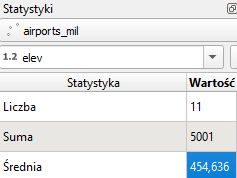 Statystyki
airports_mil
1.2 elev
Statystyka Wartość
Liczba 11
Suma 5001
Średnia 454,636